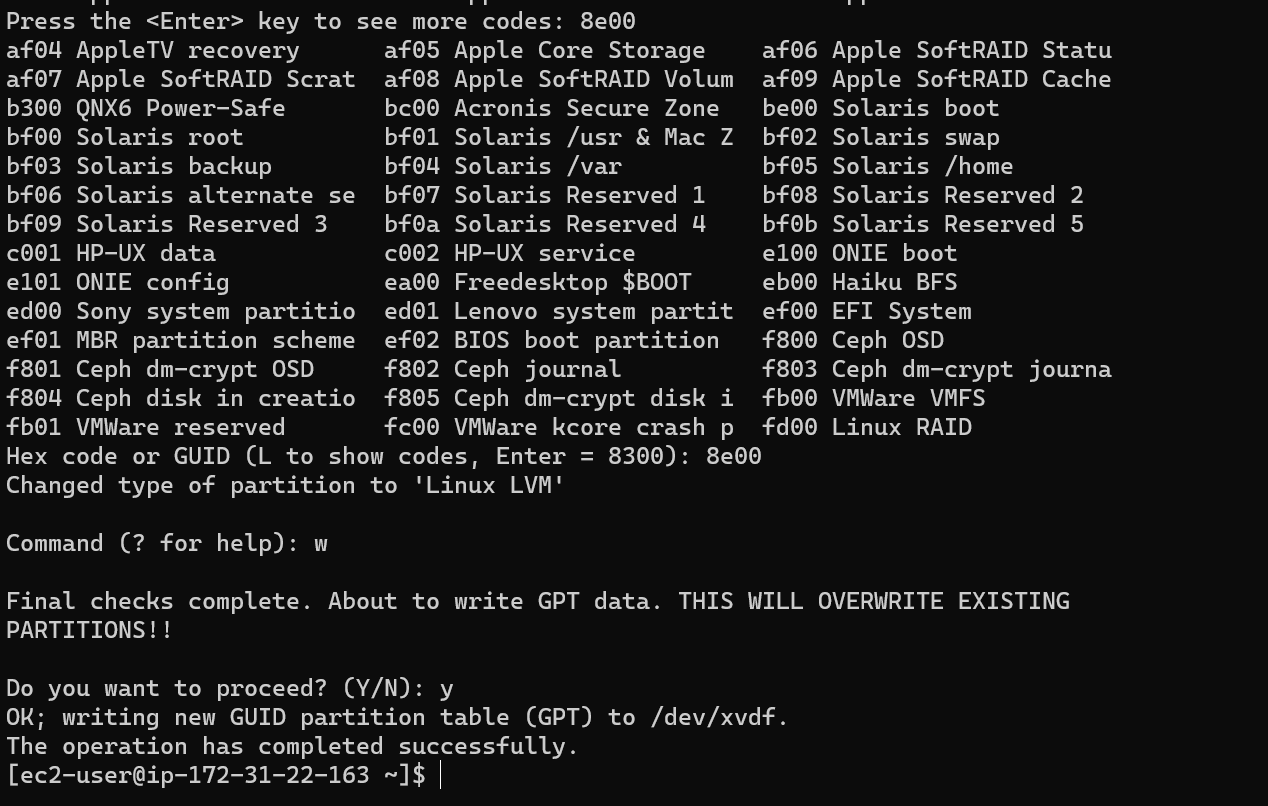 Press the <Enter> key to see more codes: 8e00
af04 AppleTV recovery     af05 Apple Core Storage    af06 Apple SoftRAID Statu
af07 Apple SoftRAID Scrat  af08 Apple SoftRAID Volum  af09 Apple SoftRAID Cache
b300 QNX6 Power-Safe       bc00 Acronis Secure Zone   be00 Solaris boot
bf00 Solaris root          bf01 Solaris /usr & Mac Z  bf02 Solaris swap
bf03 Solaris backup        bf04 Solaris /var          bf05 Solaris /home
bf06 Solaris alternate se  bf07 Solaris Reserved 1    bf08 Solaris Reserved 2
bf09 Solaris Reserved 3    bf0a Solaris Reserved 4    bf0b Solaris Reserved 5
c001 HP-UX data            c002 HP-UX service         e100 ONIE boot
e101 ONIE config           ea00 Freedesktop $BOOT     eb00 Haiku BFS
ed00 Sony system partitio  ed01 Lenovo system partit  ef00 EFI System
ef01 MBR partition scheme  ef02 BIOS boot partition   f800 Ceph OSD
f801 Ceph dm-crypt OSD     f802 Ceph journal          f803 Ceph dm-crypt journa
f804 Ceph disk in creatio  f805 Ceph dm-crypt disk i  fb00 VMWare VMFS
fb01 VMWare reserved       fc00 VMWare kcore crash p  fd00 Linux RAID
Hex code or GUID (L to show codes, Enter = 8300): 8e00
Changed type of partition to 'Linux LVM'
Command (? for help): w
Final checks complete. About to write GPT data. THIS WILL OVERWRITE EXISTING
PARTITIONS!!
Do you want to proceed? (Y/N): y
OK; writing new GUID partition table (GPT) to /dev/xvdf.
The operation has completed successfully.
[ec2-user@ip-172-31-22-163 ~]$